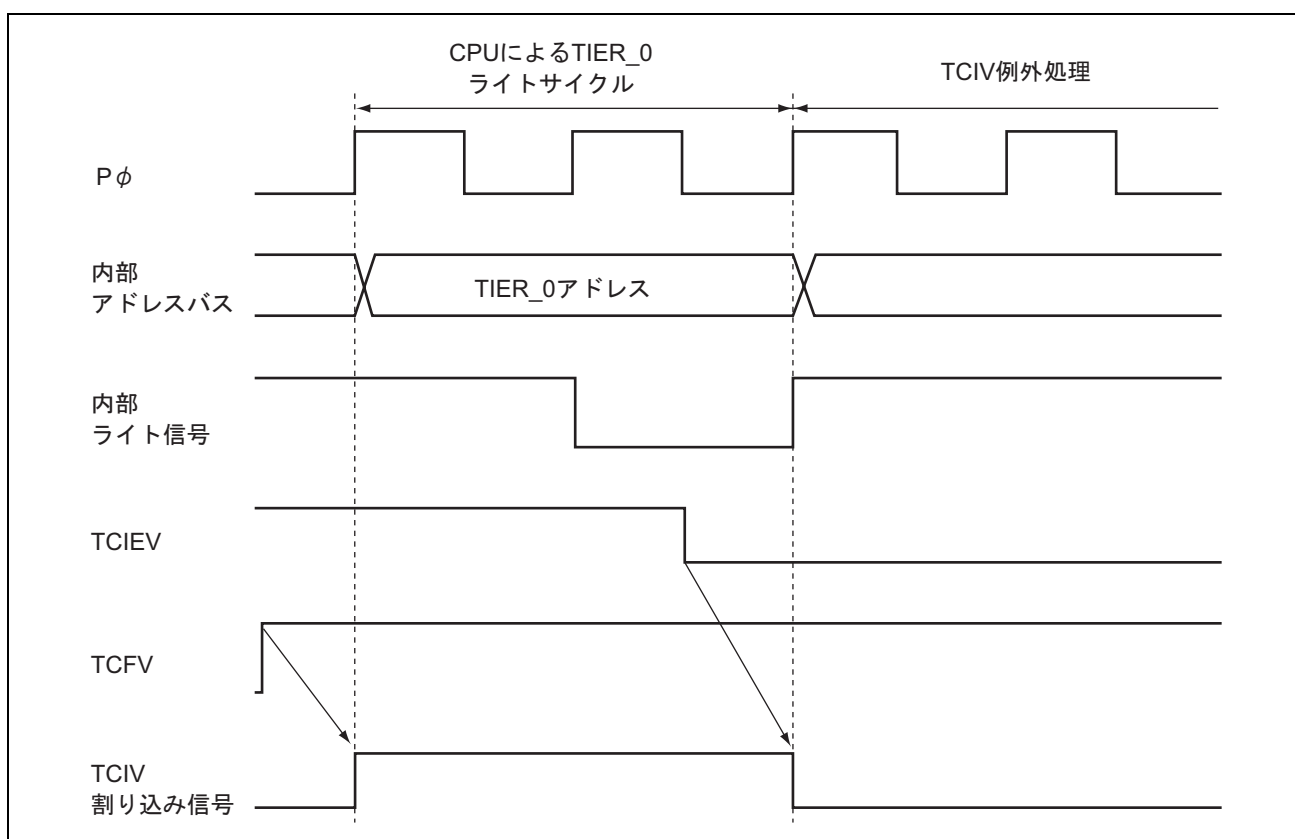 CPUによるTIER_0
ライトサイクル
TCIV例外処理
Pφ
内部
アドレスバス
TIER_0アドレス
内部
ライト信号
TCIEV
TCFV
TCIV
割り込み信号